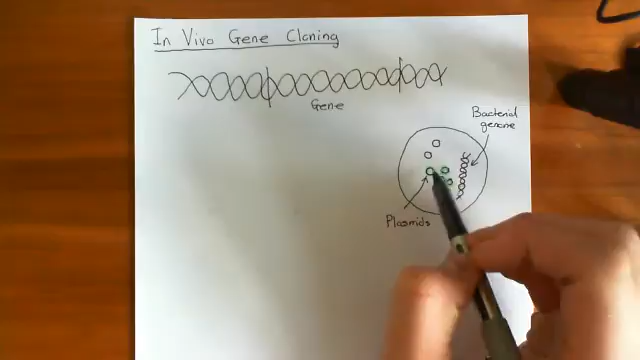 In Vivo Gene Cloning
Gene
Bacterial
genome
Plasmids